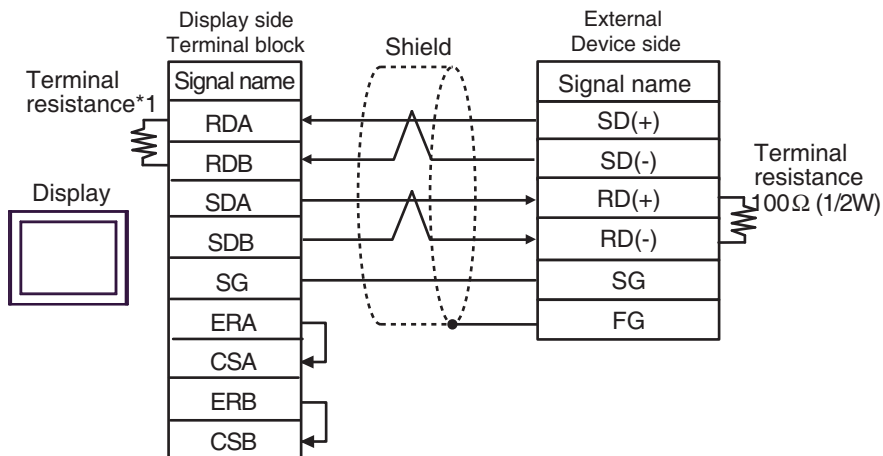 Display side
Terminal block
Shield
External
Device side
Terminal
resistance*1
Signal name
RDA
RDB
SDA
SDB
SG
ERA
CSA
ERB
CSB
Display
Signal name
SD(+)
SD(-)
RD(+)
RD(-)
SG
FG
Terminal
resistance
100Ω (1/2W)